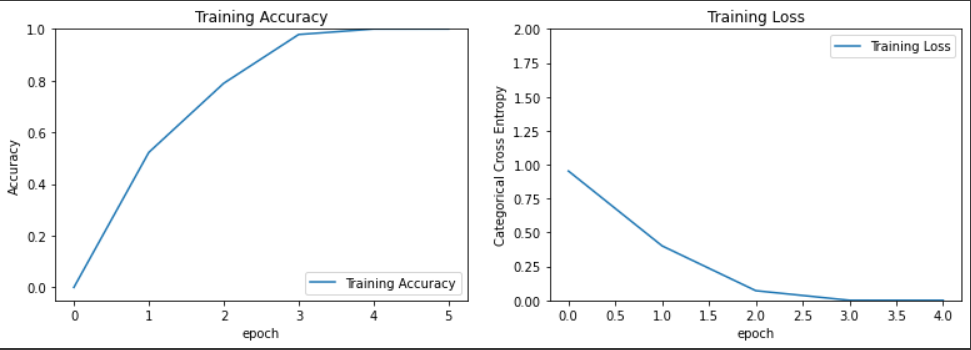 Training Accuracy
1.0
0.8
0.6
0.4
0.2
0.0
Accuracy
Training Accuracy
0 1 2 3 4 5
epoch
Training Loss
2.00
1.75
1.50
1.25
1.00
0.75
0.50
0.25
0.00
Categorical Cross Entropy
Training Loss
0.0 0.5 1.0 1.5 2.0 2.5 3.0 3.5 4.0
epoch